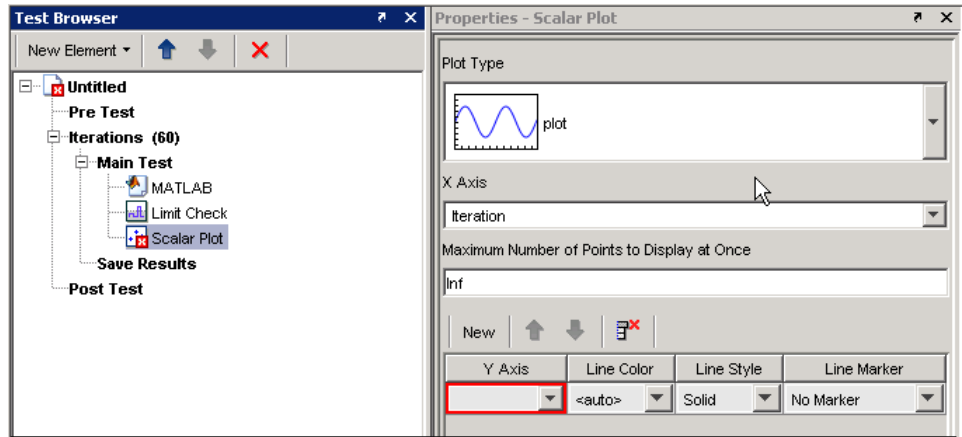 Test Browser
New Element
Untitled
Pre Test
Iterations (60)
Main Test
MATLAB
Limit Check
Scalar Plot
Save Results
Post Test
Properties - Scalar Plot
Plot Type
plot
X Axis
Iteration
Maximum Number of Points to Display at Once
Inf
New
Y Axis Line Color Line Style Line Marker
<auto> Solid No Marker